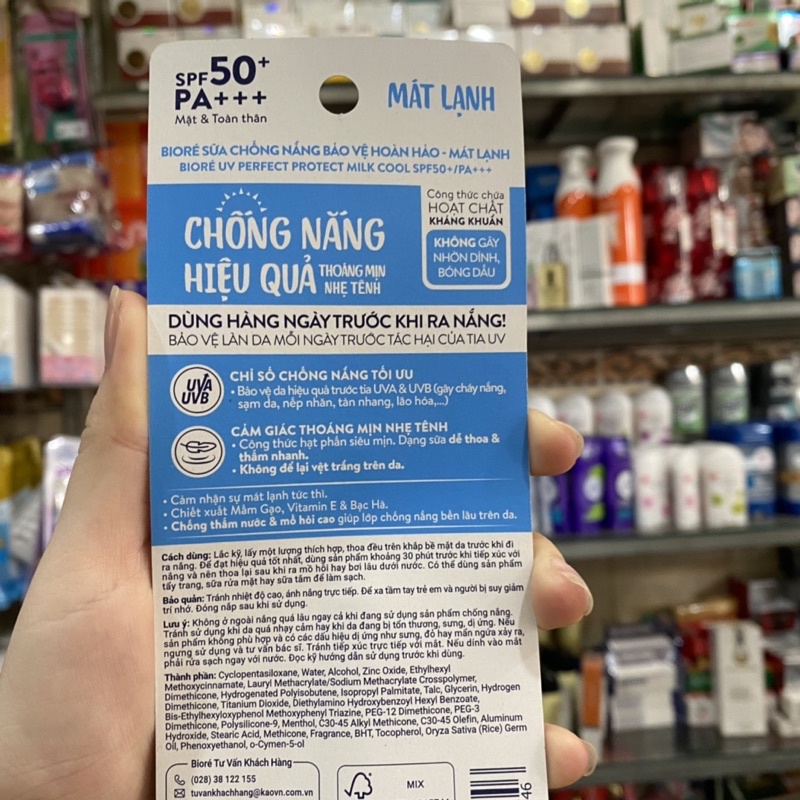 SPF50+
PA+++
Mặt & Toàn thân
MÁT LẠNH
BIORÉ SỮA CHỐNG NẮNG BẢO VỆ HOÀN HẢO - MÁT LẠNH
BIORÉ UV PERFECT PROTECT MILK COOL SPF50+/PA+++
CHỐNG NẮNG
HIỆU QUẢ THOÁNG MỊN
NHẸ TÊNH
Công thức chứa
HOẠT CHẤT
KHÁNG KHUẨN
KHÔNG GÂY
NHỜN DÍNH,
BÓNG DẦU
DÙNG HÀNG NGÀY TRƯỚC KHI RA NẮNG!
BẢO VỆ LÀN DA MỖI NGÀY TRƯỚC TÁC HẠI CỦA TIA UV
UVA
UVB
CHỈ SỐ CHỐNG NẮNG TỐI ƯU
• Bảo vệ da hiệu quả trước tia UVA & UVB (gây cháy nắng,
sạm da, nếp nhăn, tàn nhang, lão hóa,...)
CẢM GIÁC THOÁNG MỊN NHẸ TÊNH
• Công thức hạt phấn siêu mịn. Dạng sữa dễ thoa &
thấm nhanh.
• Không để lại vệt trắng trên da.
• Cảm nhận sự mát lạnh tức thì.
• Chiết xuất Mầm Gạo, Vitamin E & Bạc Hà.
• Chống thấm nước & mồ hôi cao giúp lớp chống nắng bền lâu trên da.
Cách dùng: Lắc kỹ, lấy một lượng thích hợp, thoa đều trên khắp bề mặt da trước khi đi
ra nắng. Để đạt hiệu quả tốt nhất, dùng sản phẩm khoảng 30 phút trước khi tiếp xúc với
nắng và nên thoa lại sau khi ra mồ hôi hay bơi lâu dưới nước. Có thể dùng sản phẩm
tẩy trang, sữa rửa mặt hay sữa tắm để làm sạch.
Bảo quản: Tránh nhiệt độ cao, ánh nắng trực tiếp. Để xa tầm tay trẻ em và người bị suy giảm
trí nhớ. Đóng nắp sau khi sử dụng.
Lưu ý: Không ở ngoài nắng quá lâu ngay cả khi đang sử dụng sản phẩm chống nắng.
Tránh sử dụng khi da quá nhạy cảm hay khi da đang bị tổn thương, sưng, dị ứng. Nếu
sản phẩm không phù hợp và có các dấu hiệu dị ứng như sưng, đỏ hay mẩn ngứa xảy ra,
ngưng sử dụng và tư vấn bác sĩ. Tránh tiếp xúc trực tiếp với mắt. Nếu dính vào mắt
phải rửa sạch ngay với nước. Đọc kỹ hướng dẫn sử dụng trước khi dùng.
Thành phần: Cyclopentasiloxane, Water, Alcohol, Zinc Oxide, Ethylhexyl
Methoxycinnamate, Lauryl Methacrylate/Sodium Methacrylate Crosspolymer,
Dimethicone, Hydrogenated Polyisobutene, Isopropyl Palmitate, Talc, Glycerin, Hydrogen
Dimethicone, Titanium Dioxide, Diethylamino Hydroxybenzoyl Hexyl Benzoate,
Bis-Ethylhexyloxyphenol Methoxyphenyl Triazine, PEG-12 Dimethicone, PEG-3
Dimethicone, Polysilicone-9, Menthol, C30-45 Alkyl Methicone, C30-45 Olefin, Aluminum
Hydroxide, Stearic Acid, Methicone, Fragrance, BHT, Tocopherol, Oryza Sativa (Rice) Germ
Oil, Phenoxyethanol, o-Cymen-5-ol
Bioré Tư Vấn Khách Hàng
(028) 38 122 155
tuvankhachhang@kaovn.com.vn
MIX
46